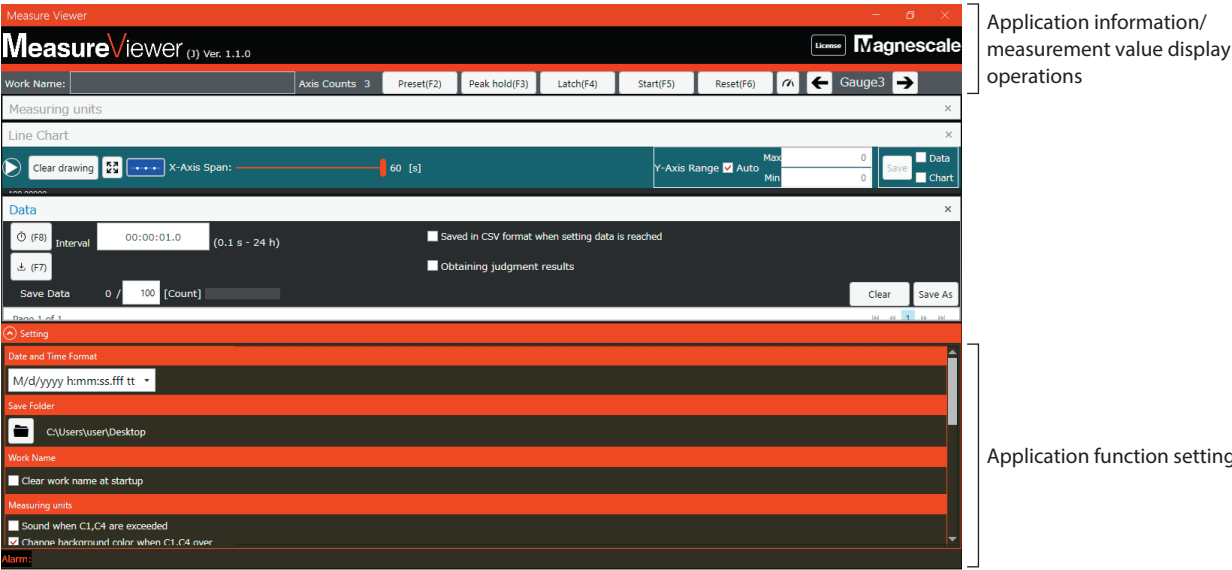 Measure Viewer
MeasureViewer (J) Ver. 1.1.0
License Magnescale
Work Name: Axis Counts 3 Preset(F2) Peak hold(F3) Latch(F4) Start(F5) Reset(F6) Gauge3
Measuring units
Line Chart
Clear drawing X-Axis Span: 60 [s] Y-Axis Range Auto Max 0 Min 0 Save Data Chart
Data
(F8) Interval 00:00:01.0 (0.1 s - 24 h) Saved in CSV format when setting data is reached
(F7) Obtaining judgment results
Save Data 0 / 100 [Count] Clear Save As
Page 1 of 1 1
Setting
Date and Time Format
M/d/yyyy h:mm:ss.fff tt
Save Folder
C:\Users\user\Desktop
Work Name
Clear work name at startup
Measuring units
Sound when C1,C4 are exceeded
Change background color when C1,C4 over
Alarm:
Application information/
measurement value display
operations
Application function setting